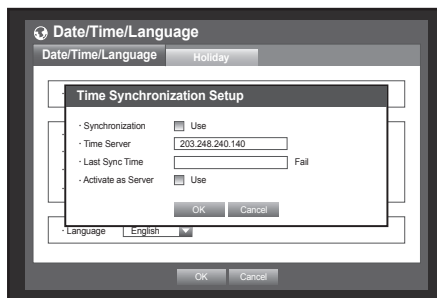 Date/Time/Language
Date/Time/Language Holiday
Time Synchronization Setup
· Synchronization Use
· Time Server 203.248.240.140
· Last Sync Time Fail
· Activate as Server Use
OK Cancel
· Language English
OK Cancel